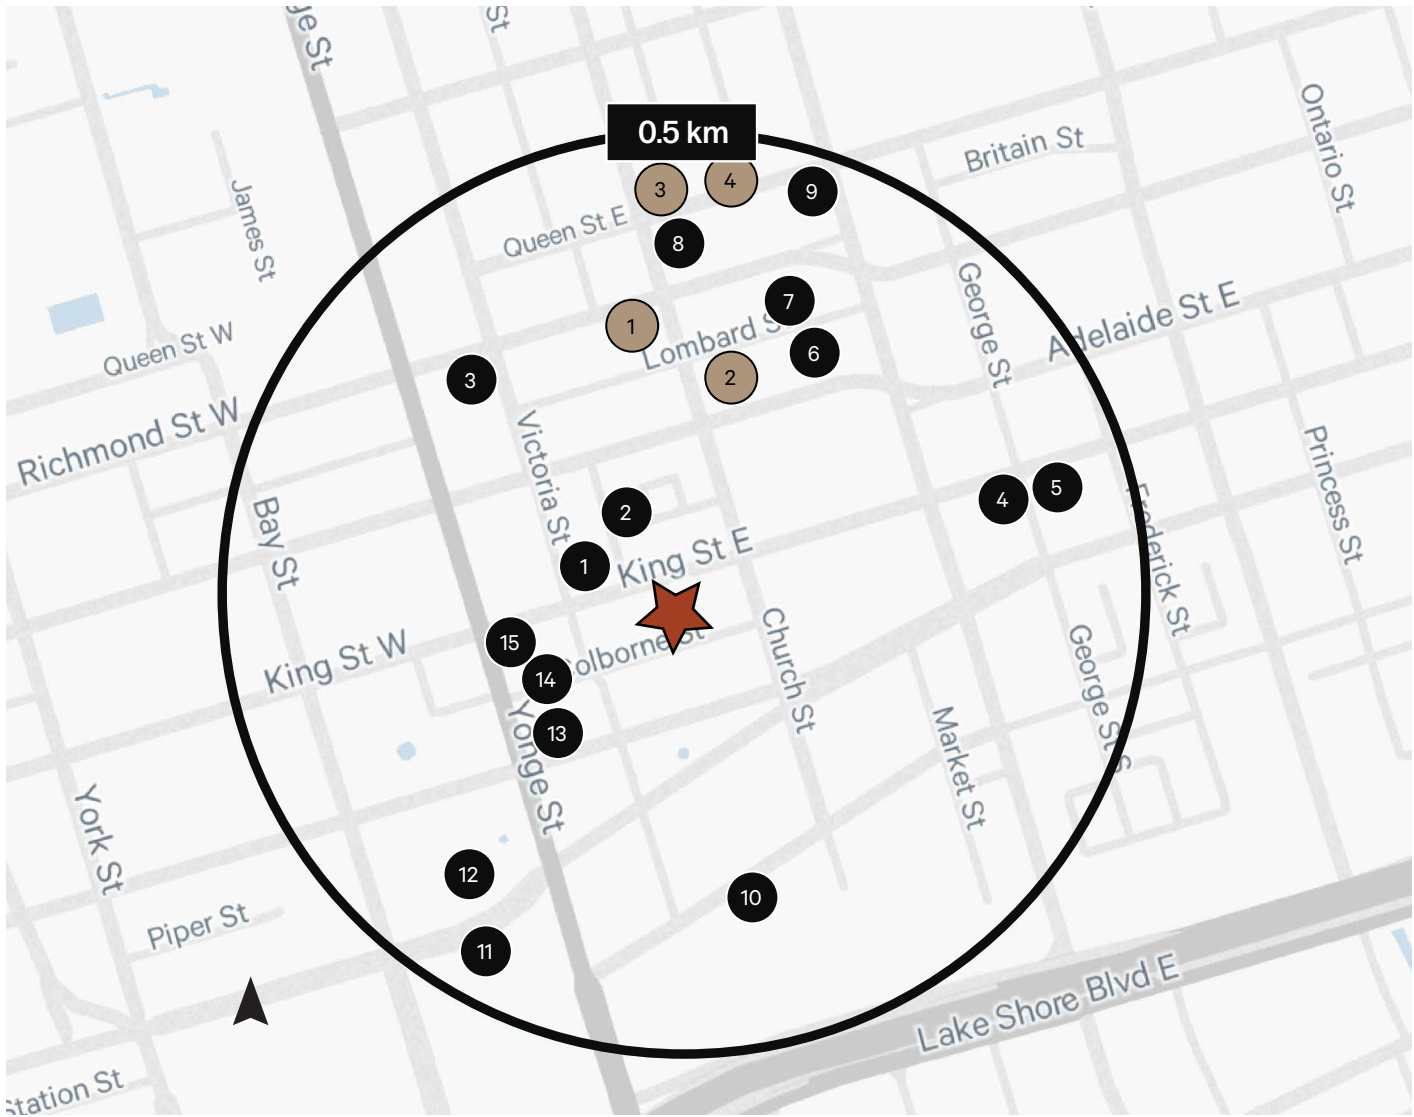 ge St
St
0.5 km
Ontario St
Britain St
James St
3
4
9
Queen St E
8
George St
7
1
Lombard S
Adelaide St E
Queen St W
6
2
3
Richmond St W
Victoria St
Princess St
Bay St
2
4
5
Frederick St
1
King St E
15
King St W
Colborne St
14
Church St
George St S
13
Yonge St
Market St
York St
12
10
Piper St
11
Lake Shore Blvd E
Station St